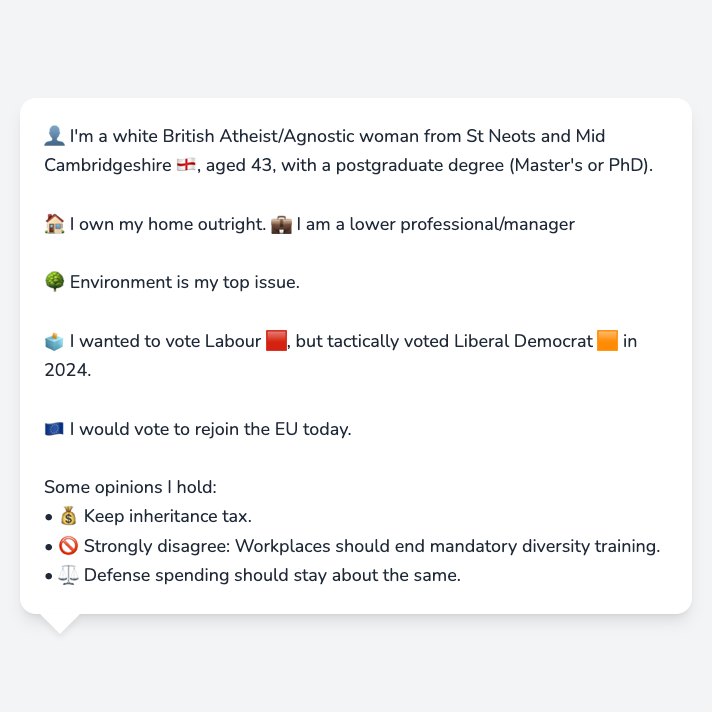 👤 I'm a white British Atheist/Agnostic woman from St Neots and Mid
Cambridgeshire 🏴󠁧󠁢󠁥󠁮󠁧󠁿, aged 43, with a postgraduate degree (Master's or PhD).
🏠 I own my home outright. 💼 I am a lower professional/manager
🌳 Environment is my top issue.
🗳️ I wanted to vote Labour 🟥, but tactically voted Liberal Democrat 🟧 in
2024.
🇪🇺 I would vote to rejoin the EU today.
Some opinions I hold:
• 💰 Keep inheritance tax.
• 🚫 Strongly disagree: Workplaces should end mandatory diversity training.
• ⚖️ Defense spending should stay about the same.